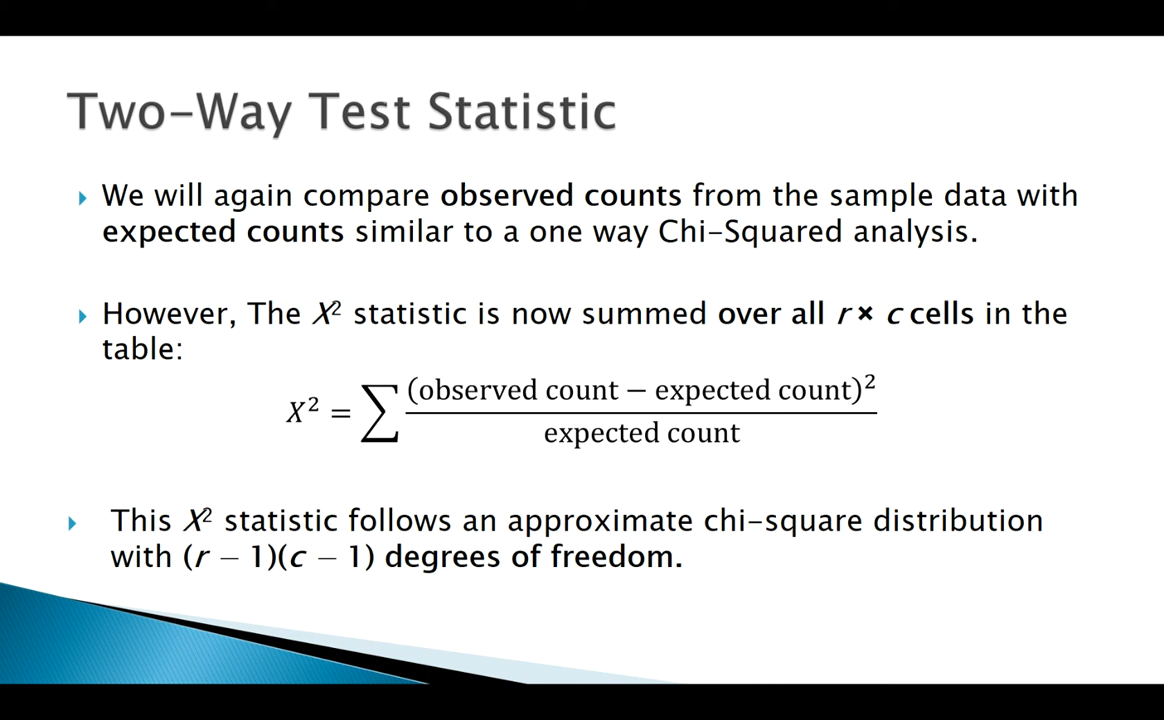 Two-Way Test Statistic
We will again compare observed counts from the sample data with
expected counts similar to a one way Chi-Squared analysis.
However, The X² statistic is now summed over all r × c cells in the
table:
X² = ∑ (observed count − expected count)² / expected count
This X² statistic follows an approximate chi-square distribution
with (r − 1)(c − 1) degrees of freedom.